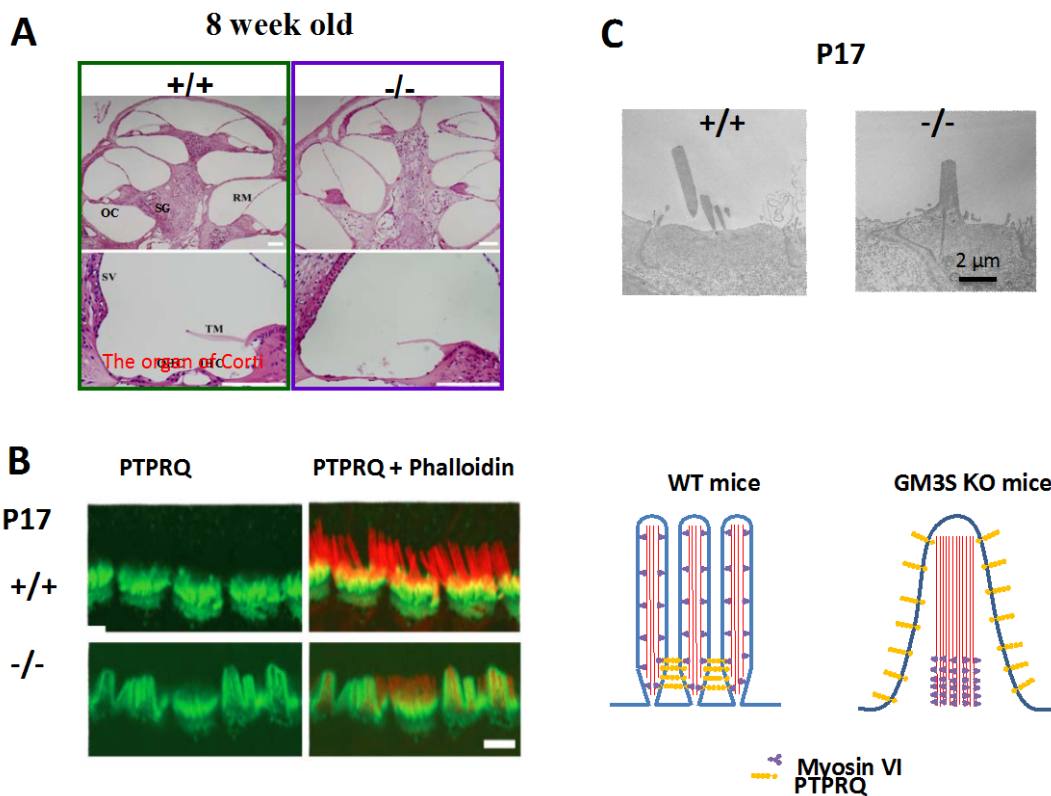 A
8 week old
+/+
-/-
OC
SG
RM
SV
TM
The organ of Corti
B
PTPRQ
PTPRQ + Phalloidin
P17
+/+
-/-
C
P17
+/+
-/-
2 μm
WT mice
GM3S KO mice
Myosin VI
PTPRQ